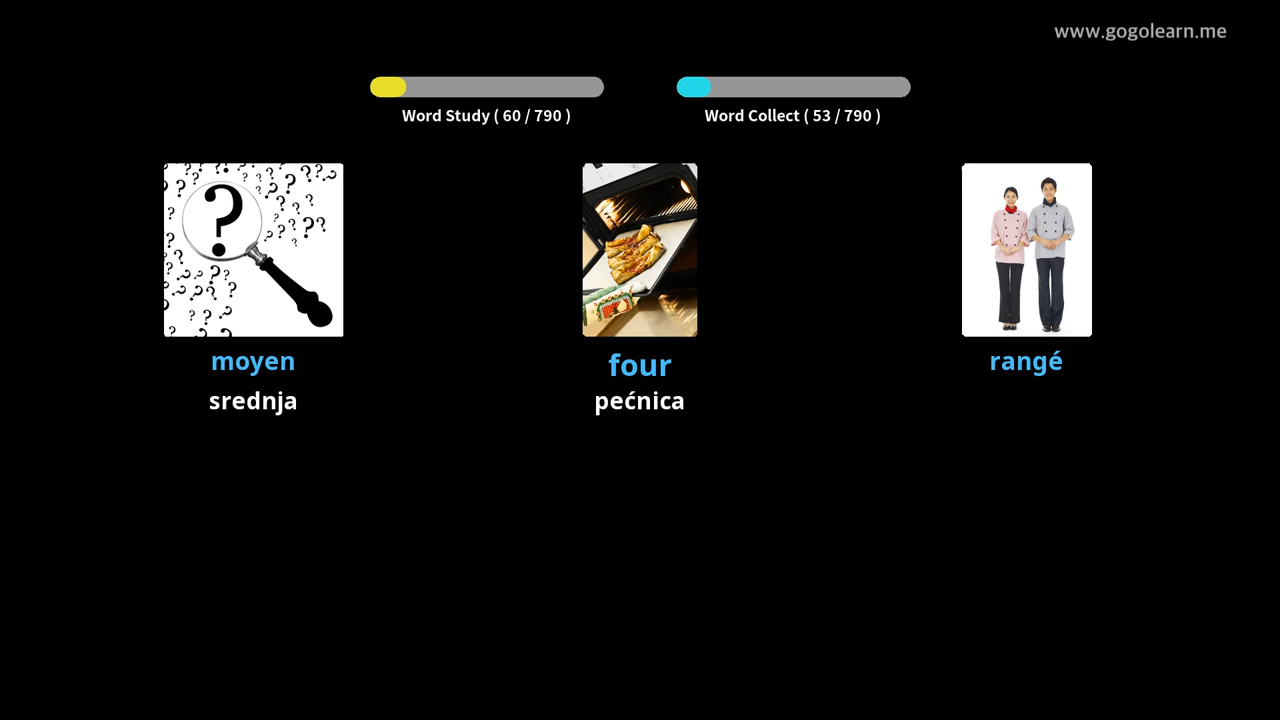 www.gogolearn.me
Word Study ( 60 / 790 )
Word Collect ( 53 / 790 )
moyen
srednja
four
pećnica
rangé